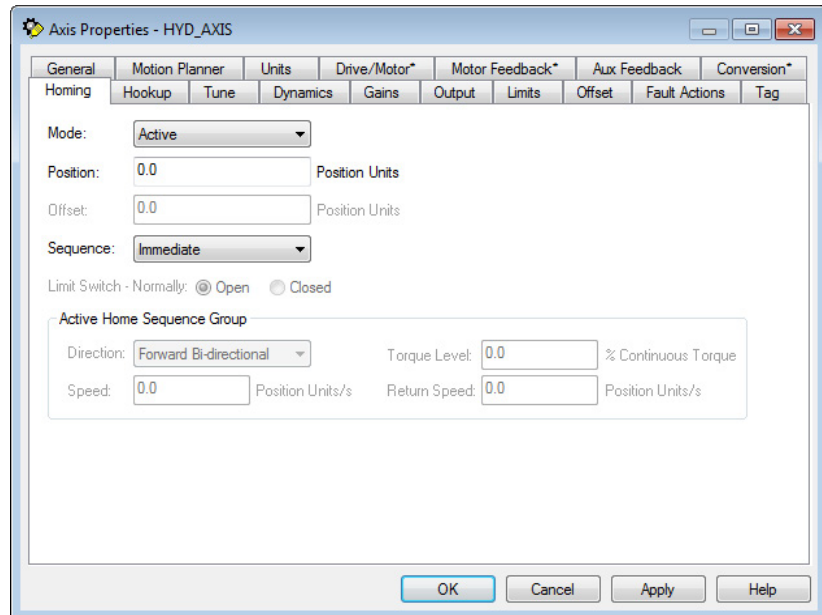 Axis Properties - HYD_AXIS
General Motion Planner Units Drive/Motor* Motor Feedback* Aux Feedback Conversion*
Homing Hookup Tune Dynamics Gains Output Limits Offset Fault Actions Tag
Mode: Active
Position: 0.0 Position Units
Offset: 0.0 Position Units
Sequence: Immediate
Limit Switch - Normally: Open Closed
Active Home Sequence Group
Direction: Forward Bi-directional Torque Level: 0.0 % Continuous Torque
Speed: 0.0 Position Units/s Return Speed: 0.0 Position Units/s
OK Cancel Apply Help